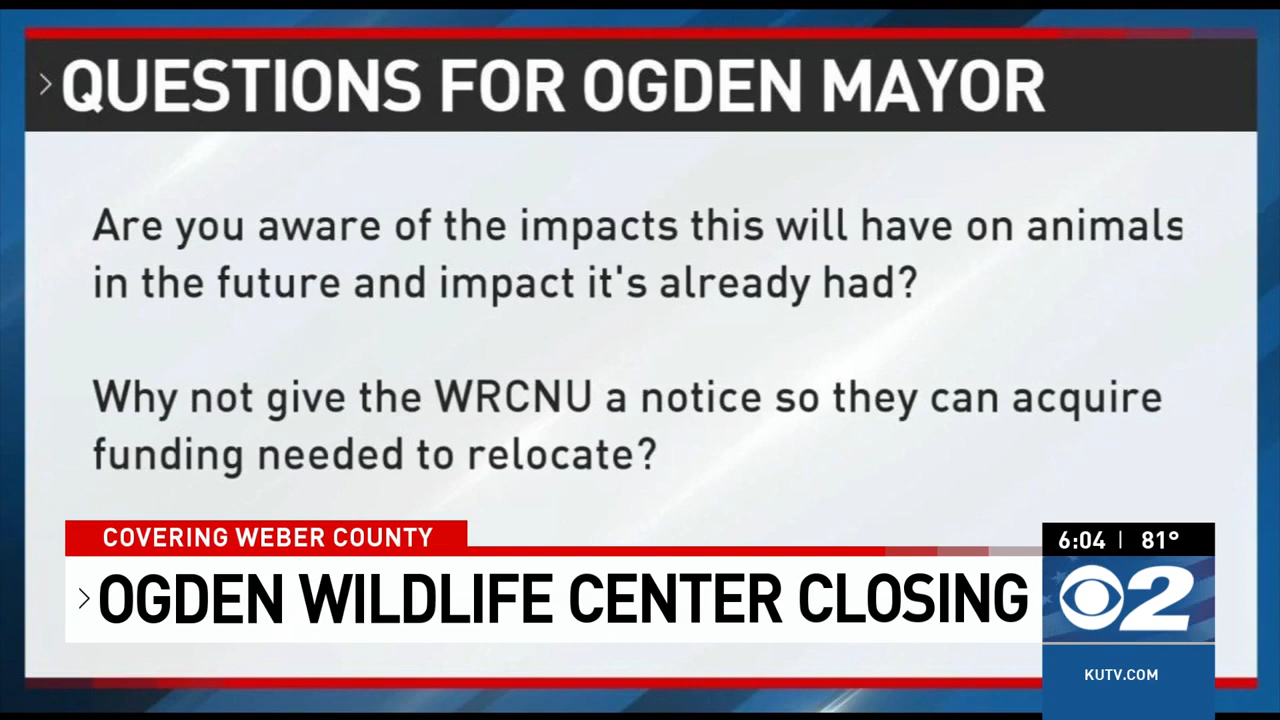 QUESTIONS FOR OGDEN MAYOR
Are you aware of the impacts this will have on animals
in the future and impact it's already had?
Why not give the WRCNU a notice so they can acquire
funding needed to relocate?
COVERING WEBER COUNTY
OGDEN WILDLIFE CENTER CLOSING
6:04 | 81°
2
KUTV.COM